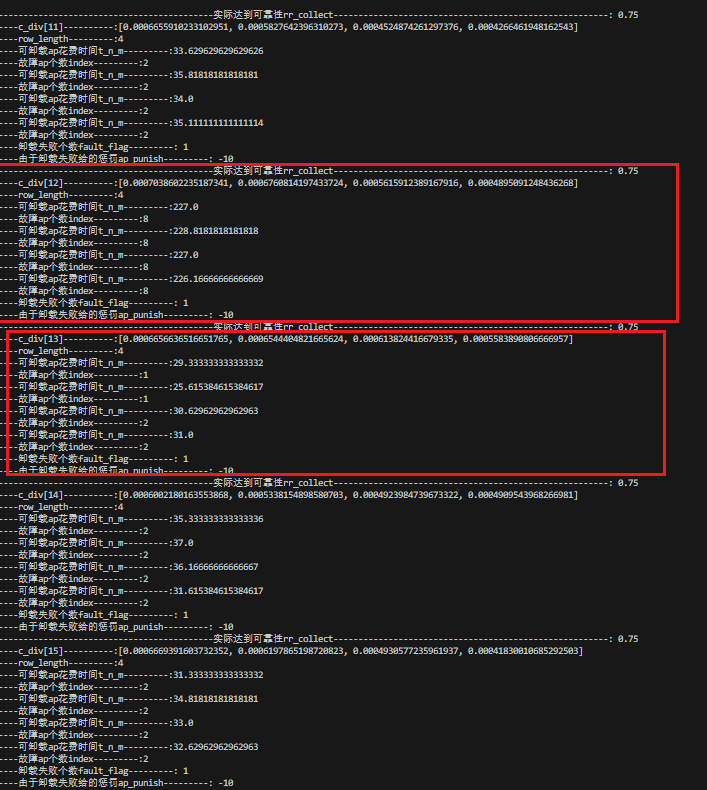 ----------------------------------------实际达到可靠性rr_collect--------------------------------------------------: 0.75
----c_div[11]----------:[0.0006655910233102951, 0.0005827642396310273, 0.0004524874261297376, 0.0004266461948162543]
----row_length---------:4
----可卸载ap花费时间t_n_m---------:33.629629629629626
----故障ap个数index---------:2
----可卸载ap花费时间t_n_m---------:35.81818181818181
----故障ap个数index---------:2
----可卸载ap花费时间t_n_m---------:34.0
----故障ap个数index---------:2
----可卸载ap花费时间t_n_m---------:35.111111111111114
----故障ap个数index---------:2
----卸载失败个数fault_flag---------: 1
----由于卸载失败给的惩罚ap_punish---------: -10
----------------------------------------实际达到可靠性rr_collect--------------------------------------------------: 0.75
----c_div[12]----------:[0.0007038602235187341, 0.0006760814197433724, 0.0005615912389167916, 0.0004895091248436268]
----row_length---------:4
----可卸载ap花费时间t_n_m---------:227.0
----故障ap个数index---------:8
----可卸载ap花费时间t_n_m---------:228.8181818181818
----故障ap个数index---------:8
----可卸载ap花费时间t_n_m---------:227.0
----故障ap个数index---------:8
----可卸载ap花费时间t_n_m---------:226.16666666666669
----故障ap个数index---------:8
----卸载失败个数fault_flag---------: 1
----由于卸载失败给的惩罚ap_punish---------: -10
----------------------------------------实际达到可靠性rr_collect--------------------------------------------------: 0.75
----c_div[13]----------:[0.0006656636516651765, 0.0006544404821665624, 0.000613824416679335, 0.0005583890806666957]
----row_length---------:4
----可卸载ap花费时间t_n_m---------:29.333333333333332
----故障ap个数index---------:1
----可卸载ap花费时间t_n_m---------:25.615384615384617
----故障ap个数index---------:1
----可卸载ap花费时间t_n_m---------:30.62962962962963
----故障ap个数index---------:2
----可卸载ap花费时间t_n_m---------:31.0
----故障ap个数index---------:2
----卸载失败个数fault_flag---------: 1
----由于卸载失败给的惩罚ap_punish---------: -10
----------------------------------------实际达到可靠性rr_collect--------------------------------------------------: 0.75
----c_div[14]----------:[0.0006002180163553868, 0.0005338154898580703, 0.0004923984739673322, 0.0004909543968266981]
----row_length---------:4
----可卸载ap花费时间t_n_m---------:35.333333333333336
----故障ap个数index---------:2
----可卸载ap花费时间t_n_m---------:37.0
----故障ap个数index---------:2
----可卸载ap花费时间t_n_m---------:36.16666666666667
----故障ap个数index---------:2
----可卸载ap花费时间t_n_m---------:31.615384615384617
----故障ap个数index---------:2
----卸载失败个数fault_flag---------: 1
----由于卸载失败给的惩罚ap_punish---------: -10
----------------------------------------实际达到可靠性rr_collect--------------------------------------------------: 0.75
----c_div[15]----------:[0.0006669391603732352, 0.0006197865198720823, 0.0004930577235961937, 0.00041830010685292503]
----row_length---------:4
----可卸载ap花费时间t_n_m---------:31.333333333333332
----故障ap个数index---------:2
----可卸载ap花费时间t_n_m---------:34.81818181818181
----故障ap个数index---------:2
----可卸载ap花费时间t_n_m---------:33.0
----故障ap个数index---------:2
----可卸载ap花费时间t_n_m---------:32.62962962962963
----故障ap个数index---------:2
----卸载失败个数fault_flag---------: 1
----由于卸载失败给的惩罚ap_punish---------: -10